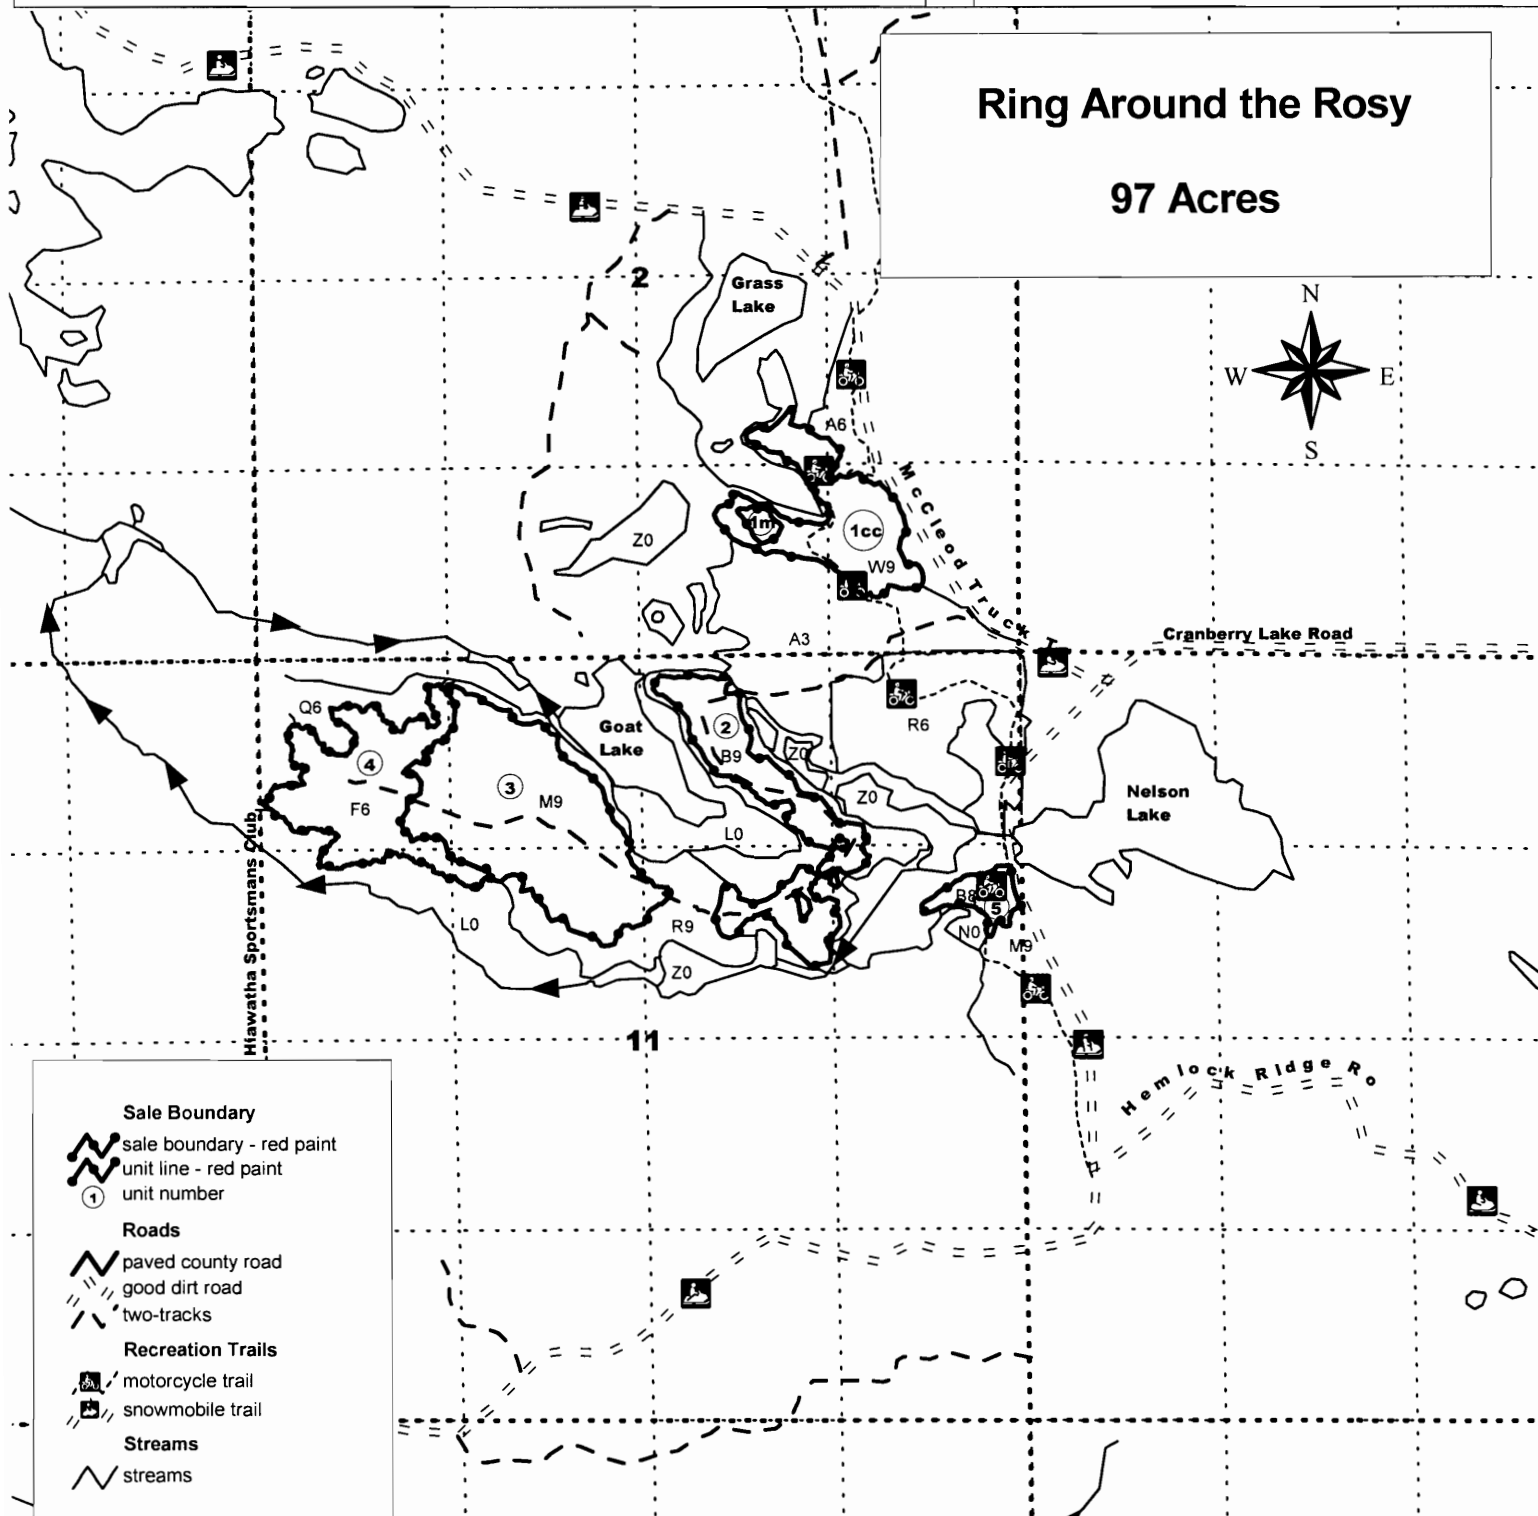 Ring Around the Rosy
97 Acres
2
Grass
Lake
N
W
E
S
A6
McCleod Truck T
1m
1cc
Z0
W9
A3
Cranberry Lake Road
Q6
Goat
Lake
2
B9
Z0
R6
4
3
M9
F6
Z0
L0
Nelson
Lake
Hiawatha Sportsmans Club
L0
R9
B8
5
N0
M9
Z0
11
Hemlock Ridge Ro
Sale Boundary
sale boundary - red paint
unit line - red paint
1 unit number
Roads
paved county road
good dirt road
two-tracks
Recreation Trails
motorcycle trail
snowmobile trail
Streams
streams